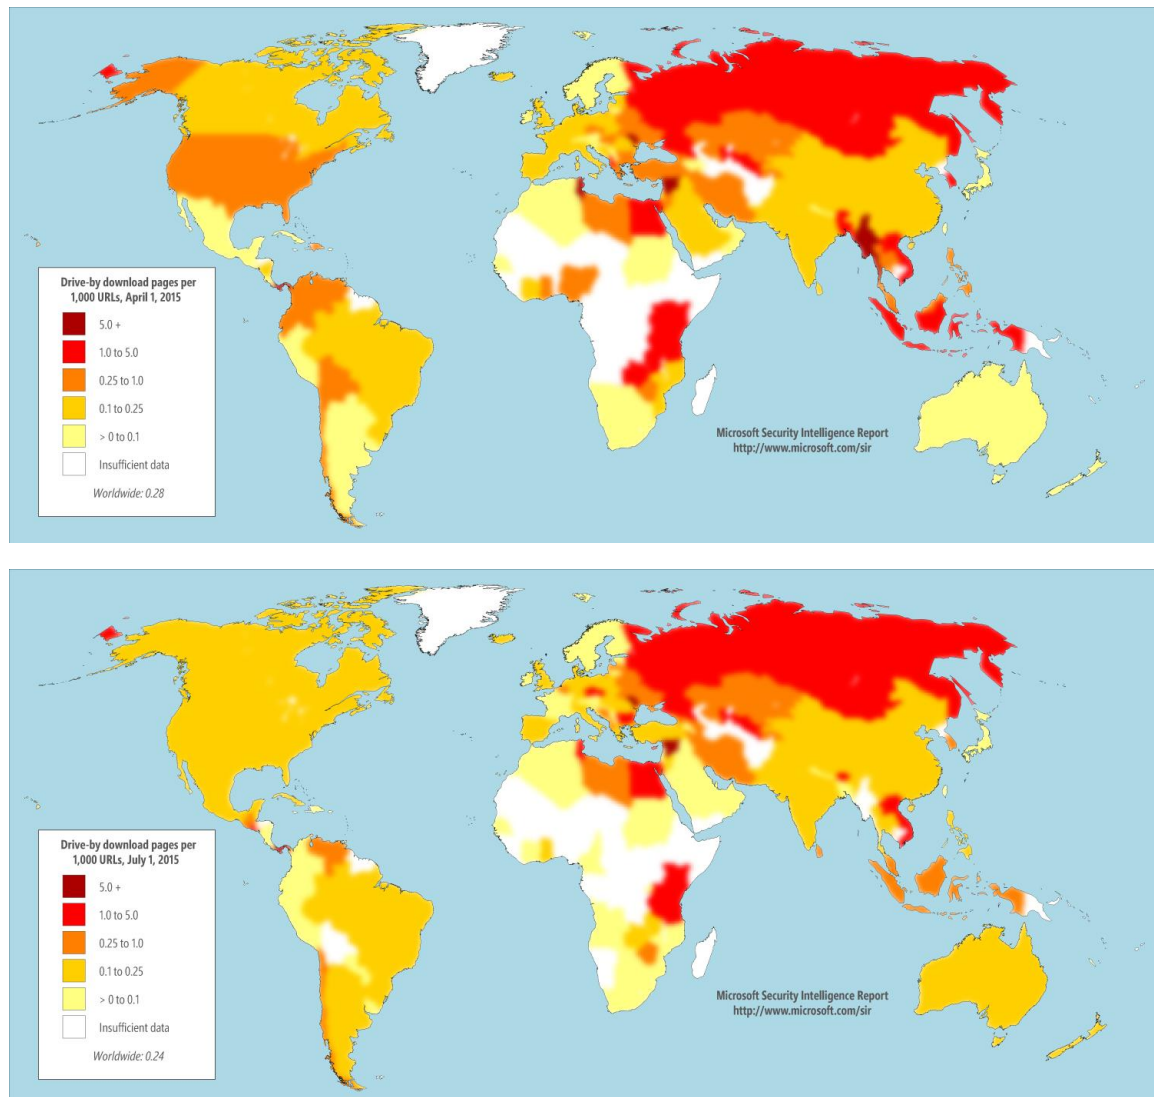 Drive-by download pages per
1,000 URLs, April 1, 2015
5.0 +
1.0 to 5.0
0.25 to 1.0
0.1 to 0.25
> 0 to 0.1
Insufficient data
Worldwide: 0.28
Microsoft Security Intelligence Report
http://www.microsoft.com/sir
Drive-by download pages per
1,000 URLs, July 1, 2015
5.0 +
1.0 to 5.0
0.25 to 1.0
0.1 to 0.25
> 0 to 0.1
Insufficient data
Worldwide: 0.24
Microsoft Security Intelligence Report
http://www.microsoft.com/sir